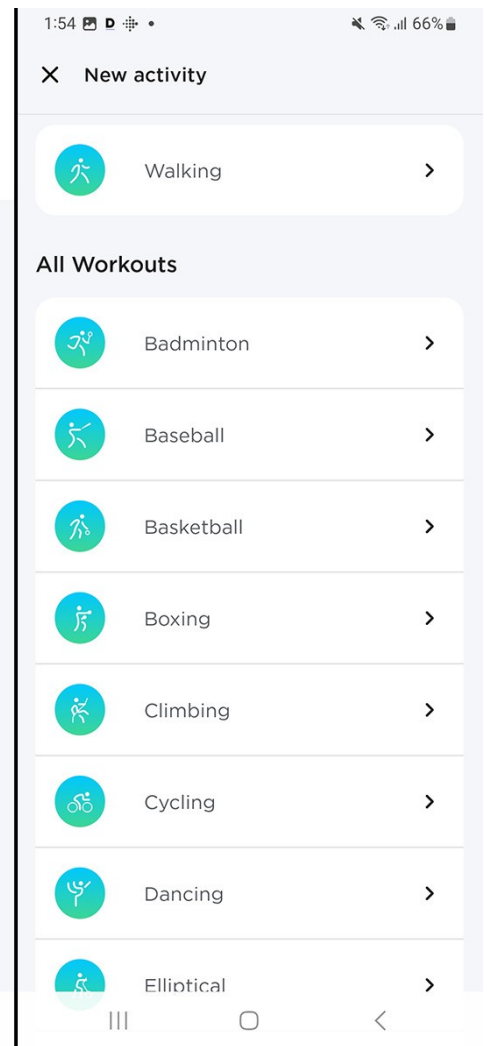 1:54 D 66%
New activity
Walking
All Workouts
Badminton
Baseball
Basketball
Boxing
Climbing
Cycling
Dancing
Elliptical